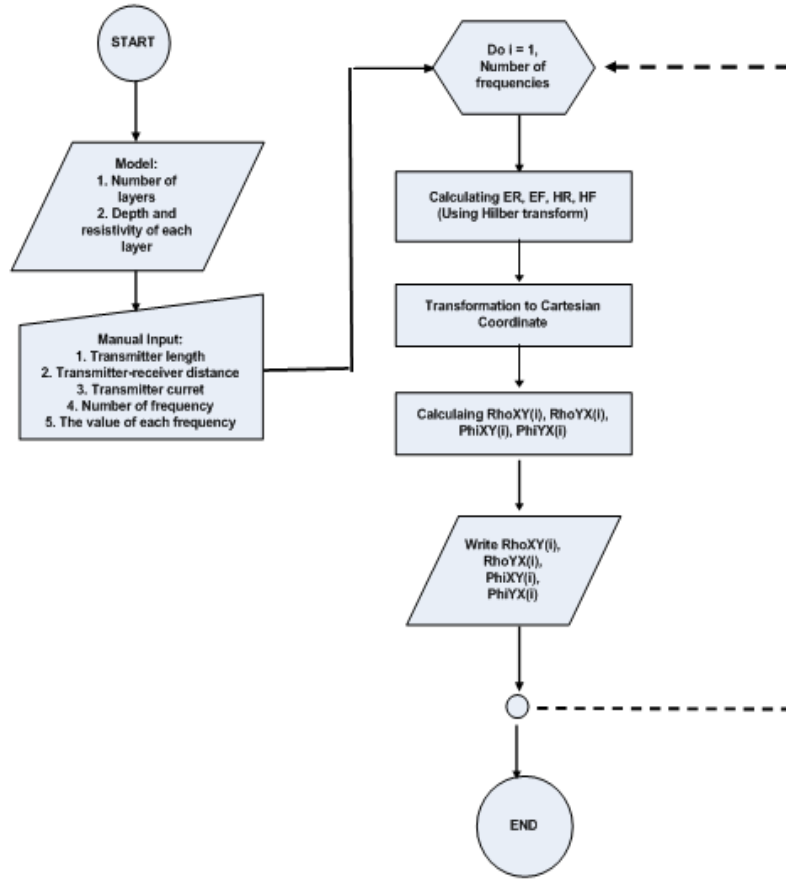 START
Model:
1. Number of
layers
2. Depth and
resistivity of each
layer
Manual Input:
1. Transmitter length
2. Transmitter-receiver distance
3. Transmitter curret
4. Number of frequency
5. The value of each frequency
Do i = 1,
Number of
frequencies
Calculating ER, EF, HR, HF
(Using Hilber transform)
Transformation to Cartesian
Coordinate
Calculaing RhoXY(i), RhoYX(i),
PhiXY(i), PhiYX(i)
Write RhoXY(i),
RhoYX(i),
PhiXY(i),
PhiYX(i)
END